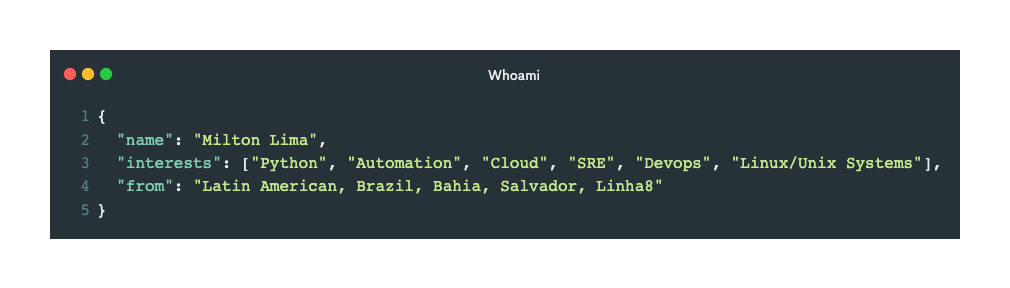 Whoami
1 {
2   "name": "Milton Lima",
3   "interests": ["Python", "Automation", "Cloud", "SRE", "Devops", "Linux/Unix Systems"],
4   "from": "Latin American, Brazil, Bahia, Salvador, Linha8"
5 }